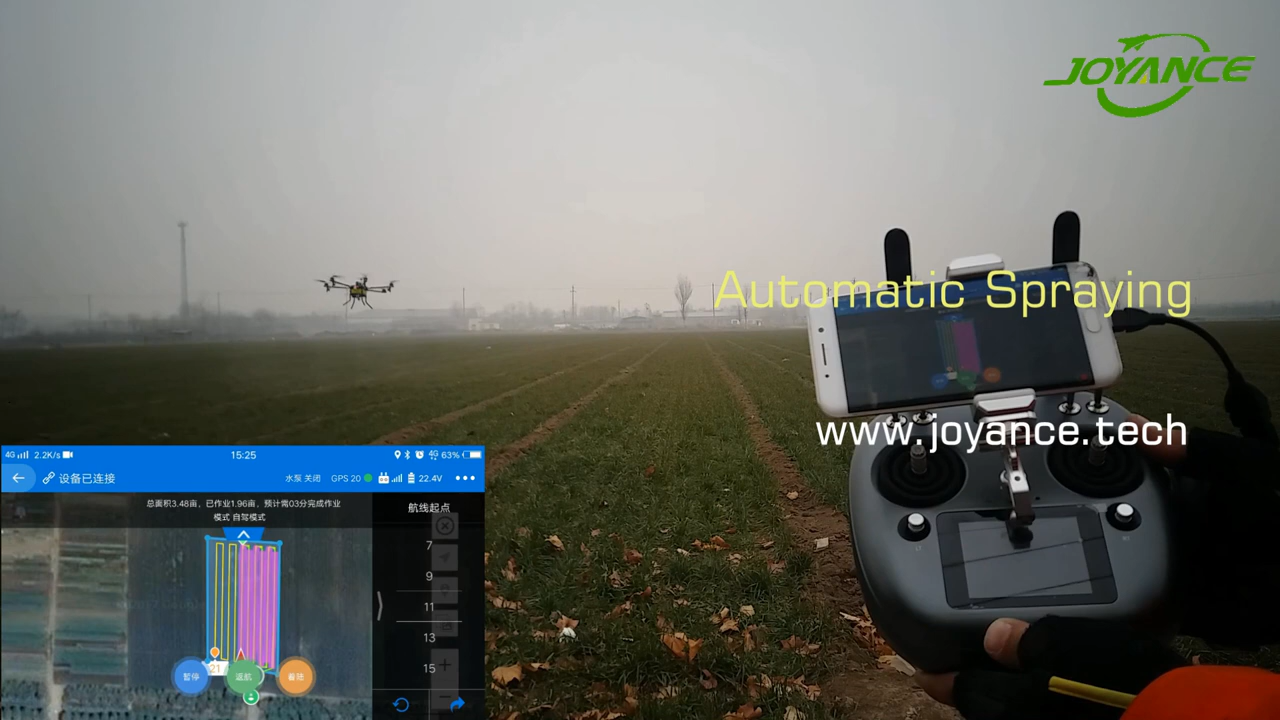 JOYANCE
Automatic Spraying
www.joyance.tech
4G 2.2K/s 15:25 4G 63%
设备已连接 水泵 关闭 GPS 20 22.4V
总面积3.48亩，已作业1.96亩，预计需03分完成作业
模式 自驾模式
航线起点
7
9
11
13
15
21
暂停 返航 着陆